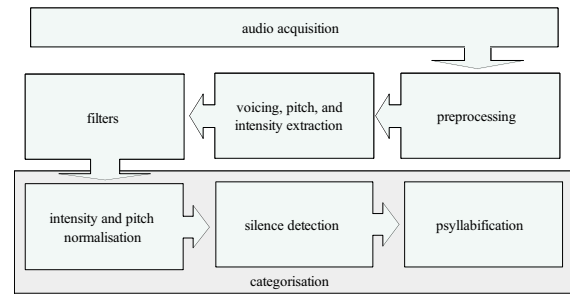 audio acquisition
preprocessing
voicing, pitch, and
intensity extraction
filters
intensity and pitch
normalisation
silence detection
psyllabification
categorisation